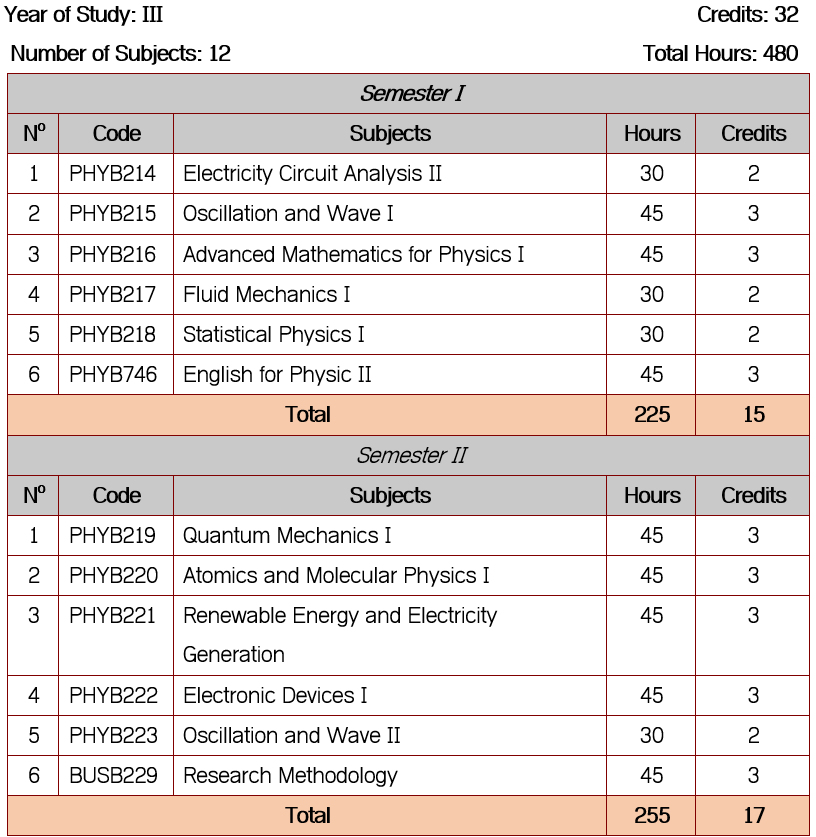 Year of Study: III Credits: 32
Number of Subjects: 12 Total Hours: 480
Semester I
Nº Code Subjects Hours Credits
1 PHYB214 Electricity Circuit Analysis II 30 2
2 PHYB215 Oscillation and Wave I 45 3
3 PHYB216 Advanced Mathematics for Physics I 45 3
4 PHYB217 Fluid Mechanics I 30 2
5 PHYB218 Statistical Physics I 30 2
6 PHYB746 English for Physic II 45 3
Total 225 15
Semester II
Nº Code Subjects Hours Credits
1 PHYB219 Quantum Mechanics I 45 3
2 PHYB220 Atomics and Molecular Physics I 45 3
3 PHYB221 Renewable Energy and Electricity 45 3
Generation
4 PHYB222 Electronic Devices I 45 3
5 PHYB223 Oscillation and Wave II 30 2
6 BUSB229 Research Methodology 45 3
Total 255 17